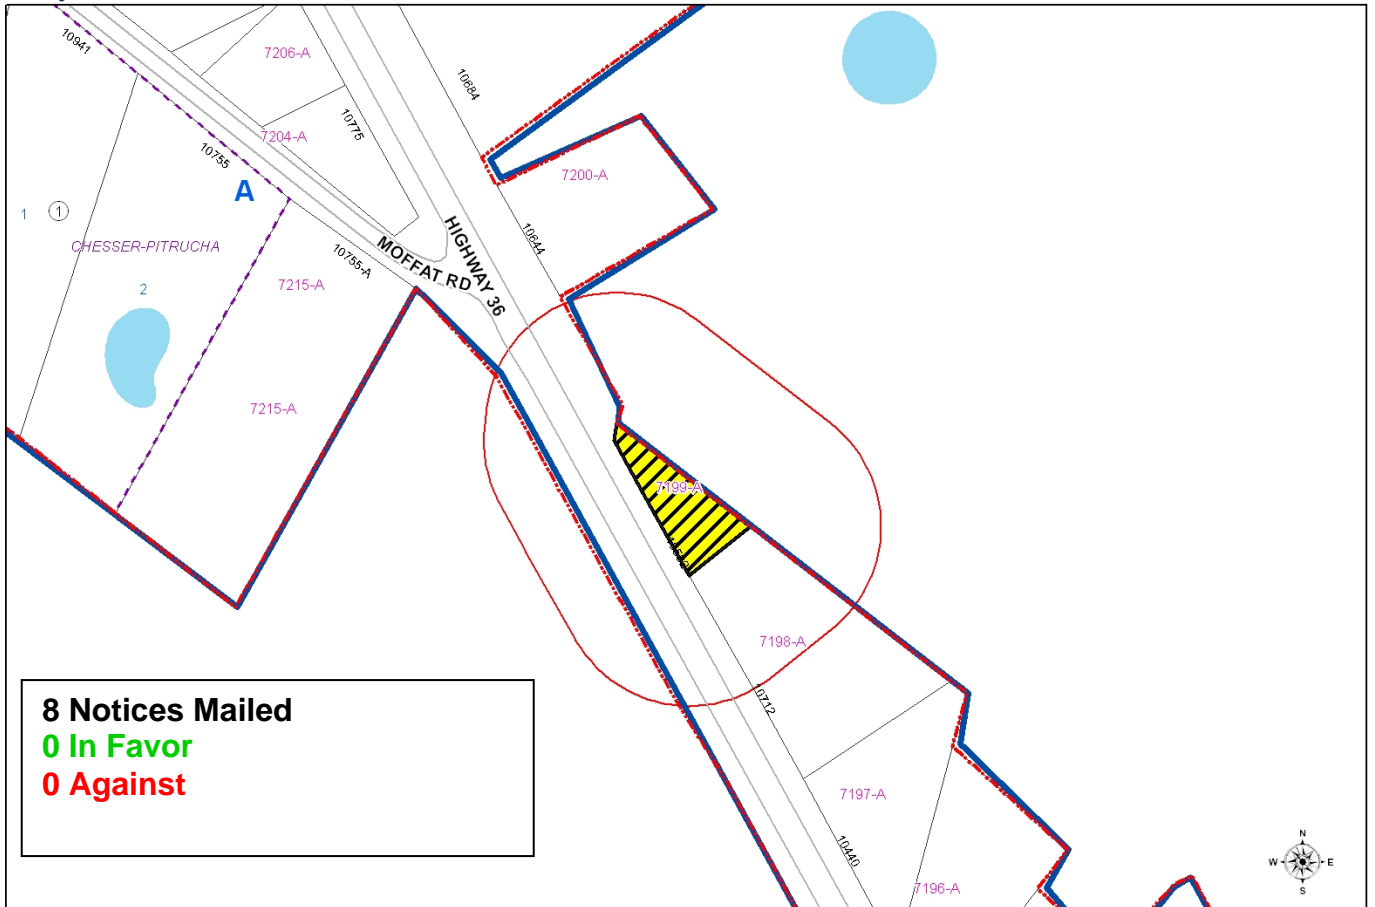 10941
7206-A
10684
10775
7204-A
10755
7200-A
A
1
1
10644
CHESSER-PITRUCHA
HIGHWAY 36
MOFFAT RD
10755-A
7215-A
2
7215-A
7199-A
7198-A
10712
8 Notices Mailed
0 In Favor
0 Against
7197-A
10440
7196-A
N
W
E
S